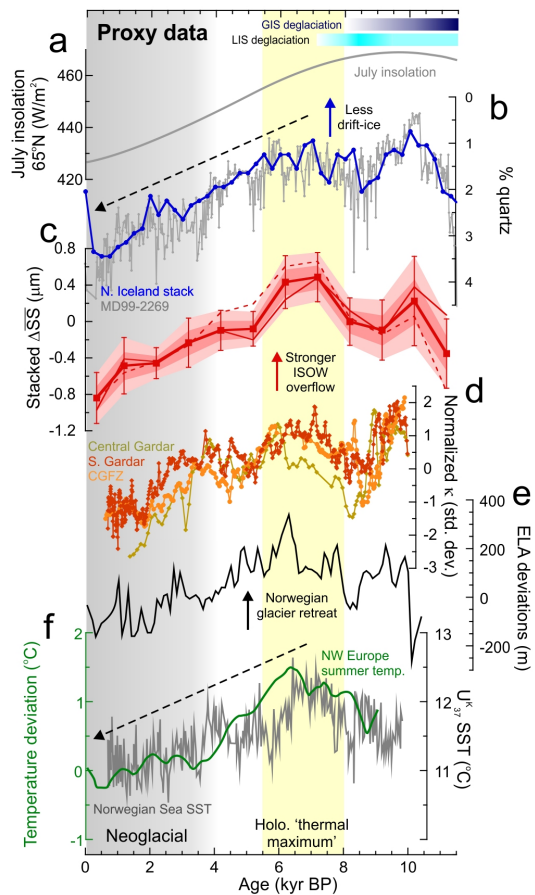 GIS deglaciation
Proxy data
LIS deglaciation
a
460
440
420
July insolation
65°N (W/m²)
July insolation
Less
drift-ice
b
0
1
2
3
4
% quartz
N. Iceland stack
MD99-2269
c
0.8
0.4
0
-0.4
-0.8
-1.2
Stacked ΔS̅S̅ (μm)
Stronger
ISOW
overflow
d
2
1
0
-1
-2
-3
Normalized κ (std. dev.)
Central Gardar
S. Gardar
CGFZ
e
400
200
0
-200
ELA deviations (m)
Norwegian
glacier retreat
f
2
1
0
-1
Temperature deviation (°C)
NW Europe
summer temp.
13
12
11
U^K_37 SST (°C)
Norwegian Sea SST
Neoglacial
Holo. ‘thermal
maximum’
0 2 4 6 8 10
Age (kyr BP)